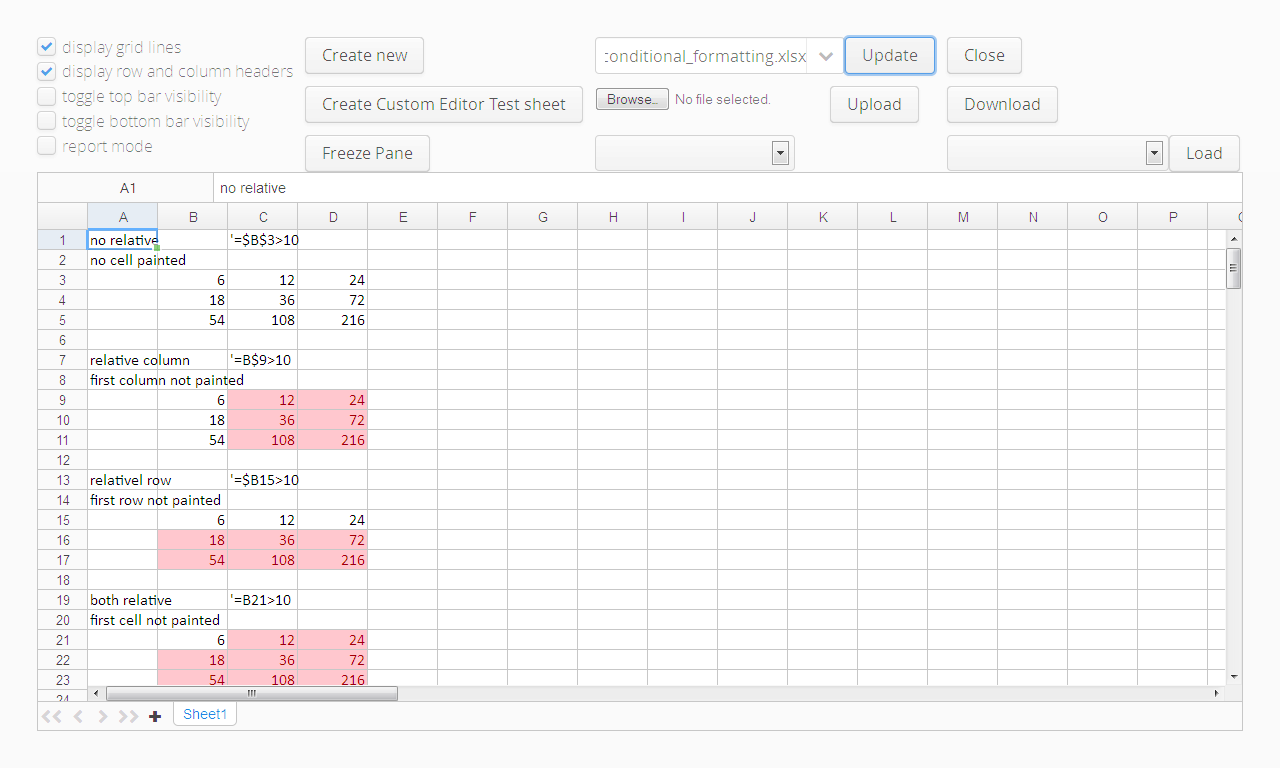 display grid lines
display row and column headers
toggle top bar visibility
toggle bottom bar visibility
report mode
Create new
conditional_formatting.xlsx
Update
Close
Create Custom Editor Test sheet
Browse... No file selected.
Upload
Download
Freeze Pane
Load
A1 no relative
A B C D E F G H I J K L M N O P
1 no relative '=$B$3>10
2 no cell painted
3 6 12 24
4 18 36 72
5 54 108 216
6
7 relative column '=B$9>10
8 first column not painted
9 6 12 24
10 18 36 72
11 54 108 216
12
13 relativel row '=$B15>10
14 first row not painted
15 6 12 24
16 18 36 72
17 54 108 216
18
19 both relative '=B21>10
20 first cell not painted
21 6 12 24
22 18 36 72
23 54 108 216
24
Sheet1